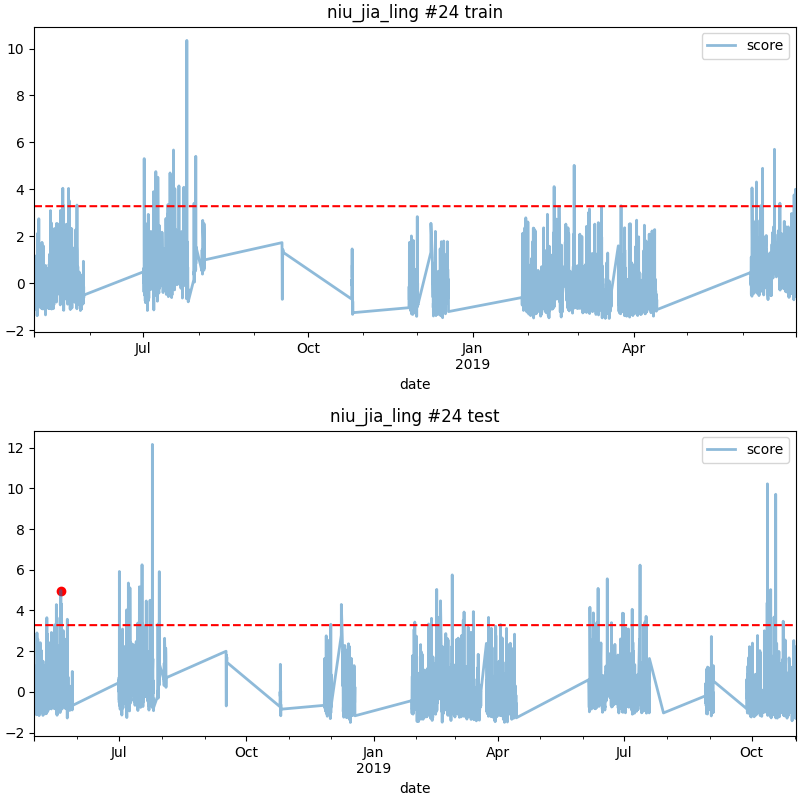 niu_jia_ling #24 train
score
10
8
6
4
2
0
−2
Jul
Oct
Jan
2019
Apr
date
niu_jia_ling #24 test
score
12
10
8
6
4
2
0
−2
Jul
Oct
Jan
2019
Apr
Jul
Oct
date